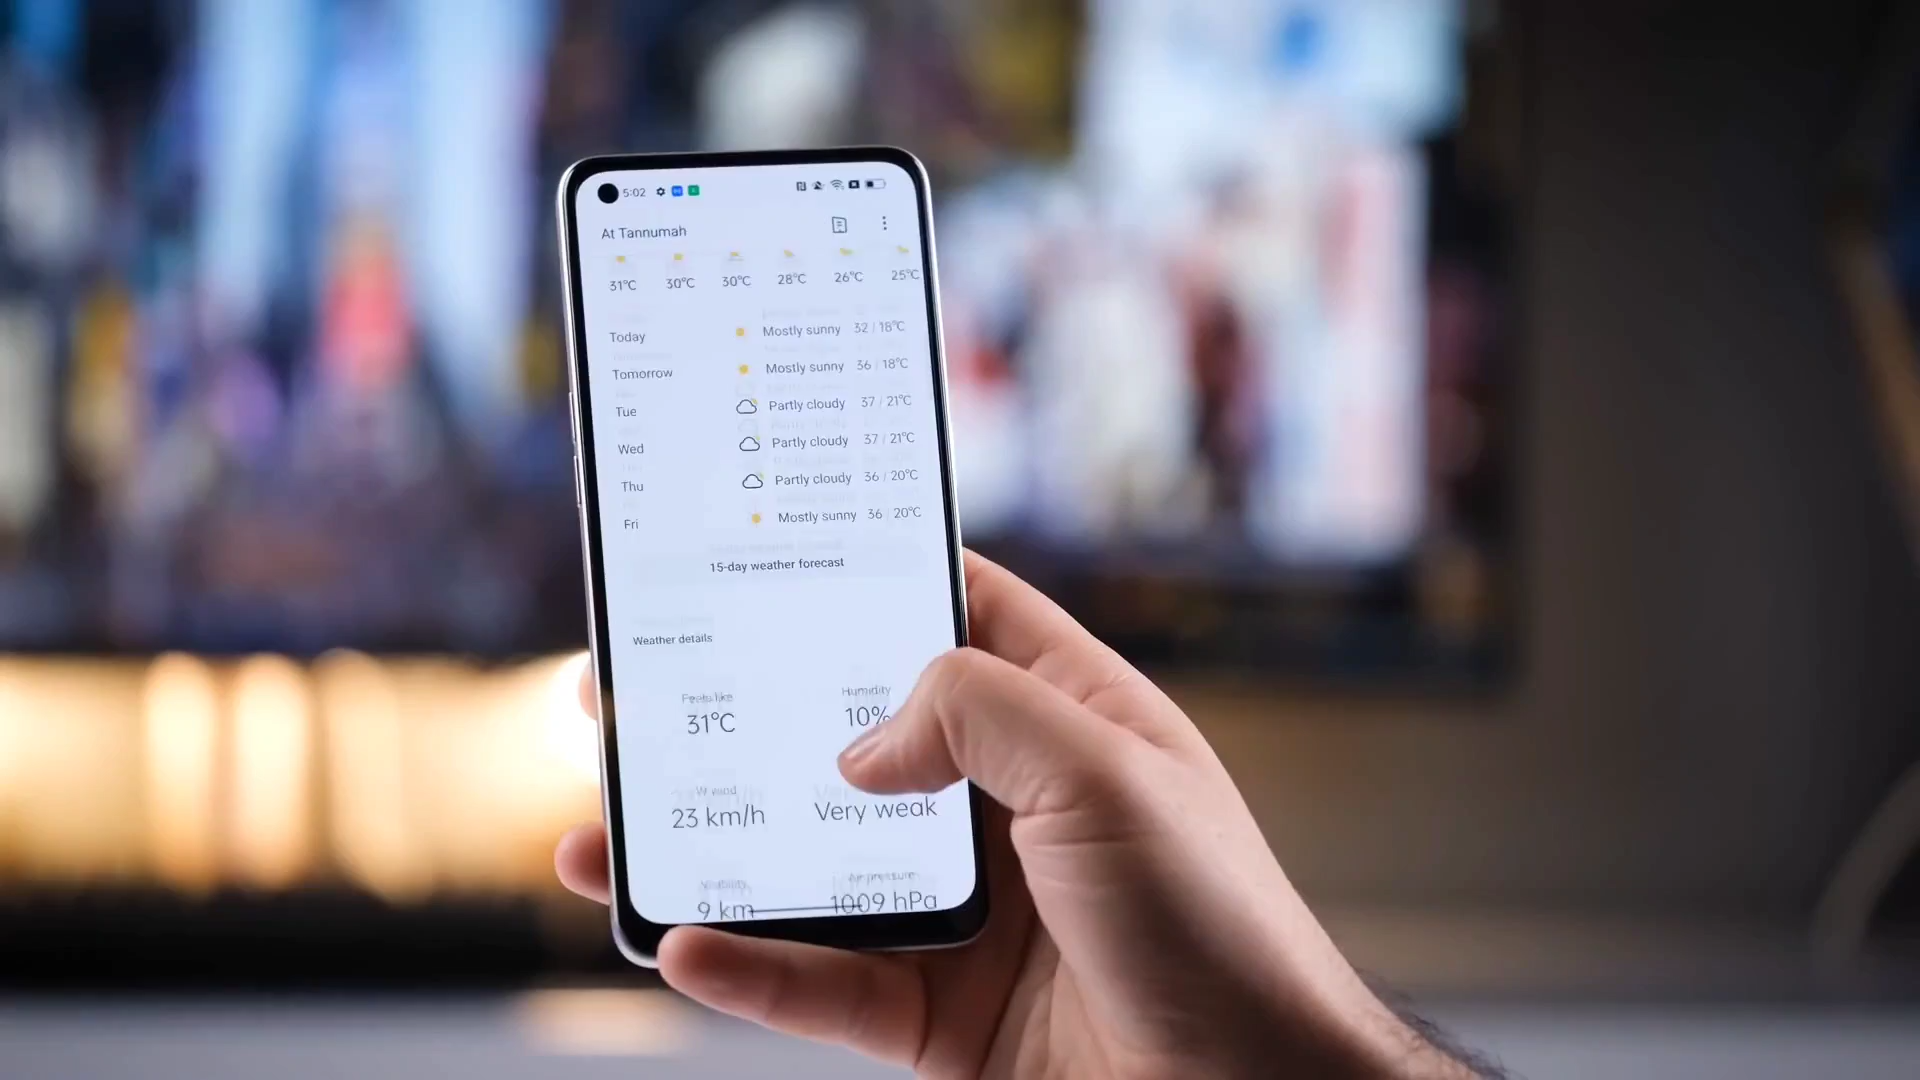 5:02
At Tannumah
31°C 30°C 30°C 28°C 26°C 25°C
Today Mostly sunny 32 / 18°C
Tomorrow Mostly sunny 36 / 18°C
Tue Partly cloudy 37 / 21°C
Wed Partly cloudy 37 / 21°C
Thu Partly cloudy 36 / 20°C
Fri Mostly sunny 36 / 20°C
15-day weather forecast
Weather details
Feels like Humidity
31°C 10%
W wind
23 km/h Very weak
Visibility Air pressure
9 km 1009 hPa